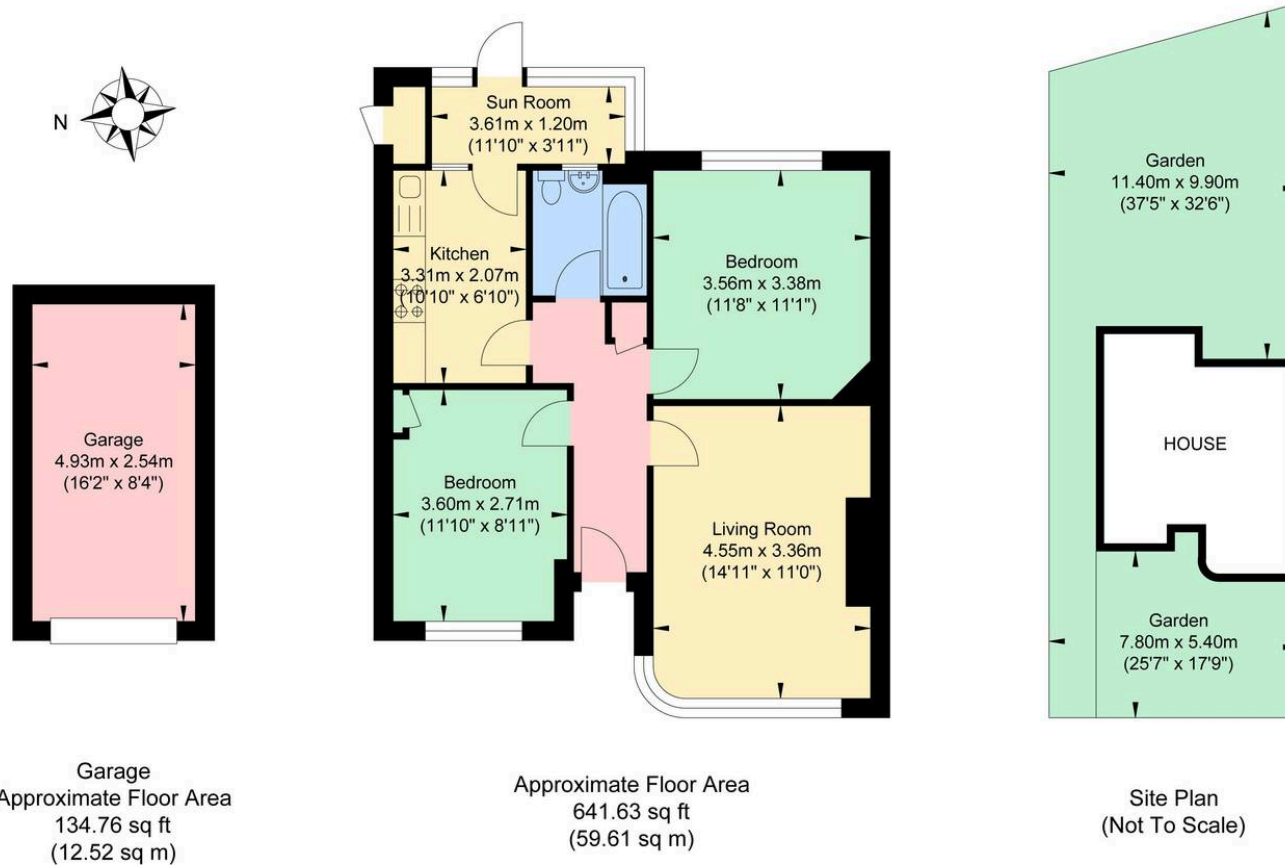 N
Sun Room
3.61m x 1.20m
(11'10" x 3'11")
Kitchen
3.31m x 2.07m
(10'10" x 6'10")
Bedroom
3.56m x 3.38m
(11'8" x 11'1")
Bedroom
3.60m x 2.71m
(11'10" x 8'11")
Living Room
4.55m x 3.36m
(14'11" x 11'0")
Garage
4.93m x 2.54m
(16'2" x 8'4")
Garden
11.40m x 9.90m
(37'5" x 32'6")
HOUSE
Garden
7.80m x 5.40m
(25'7" x 17'9")
Garage
Approximate Floor Area
134.76 sq ft
(12.52 sq m)
Approximate Floor Area
641.63 sq ft
(59.61 sq m)
Site Plan
(Not To Scale)